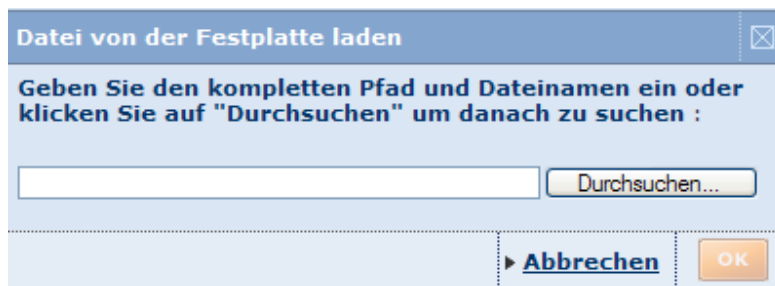 Datei von der Festplatte laden
Geben Sie den kompletten Pfad und Dateinamen ein oder
klicken Sie auf "Durchsuchen" um danach zu suchen :
Durchsuchen...
Abbrechen
OK